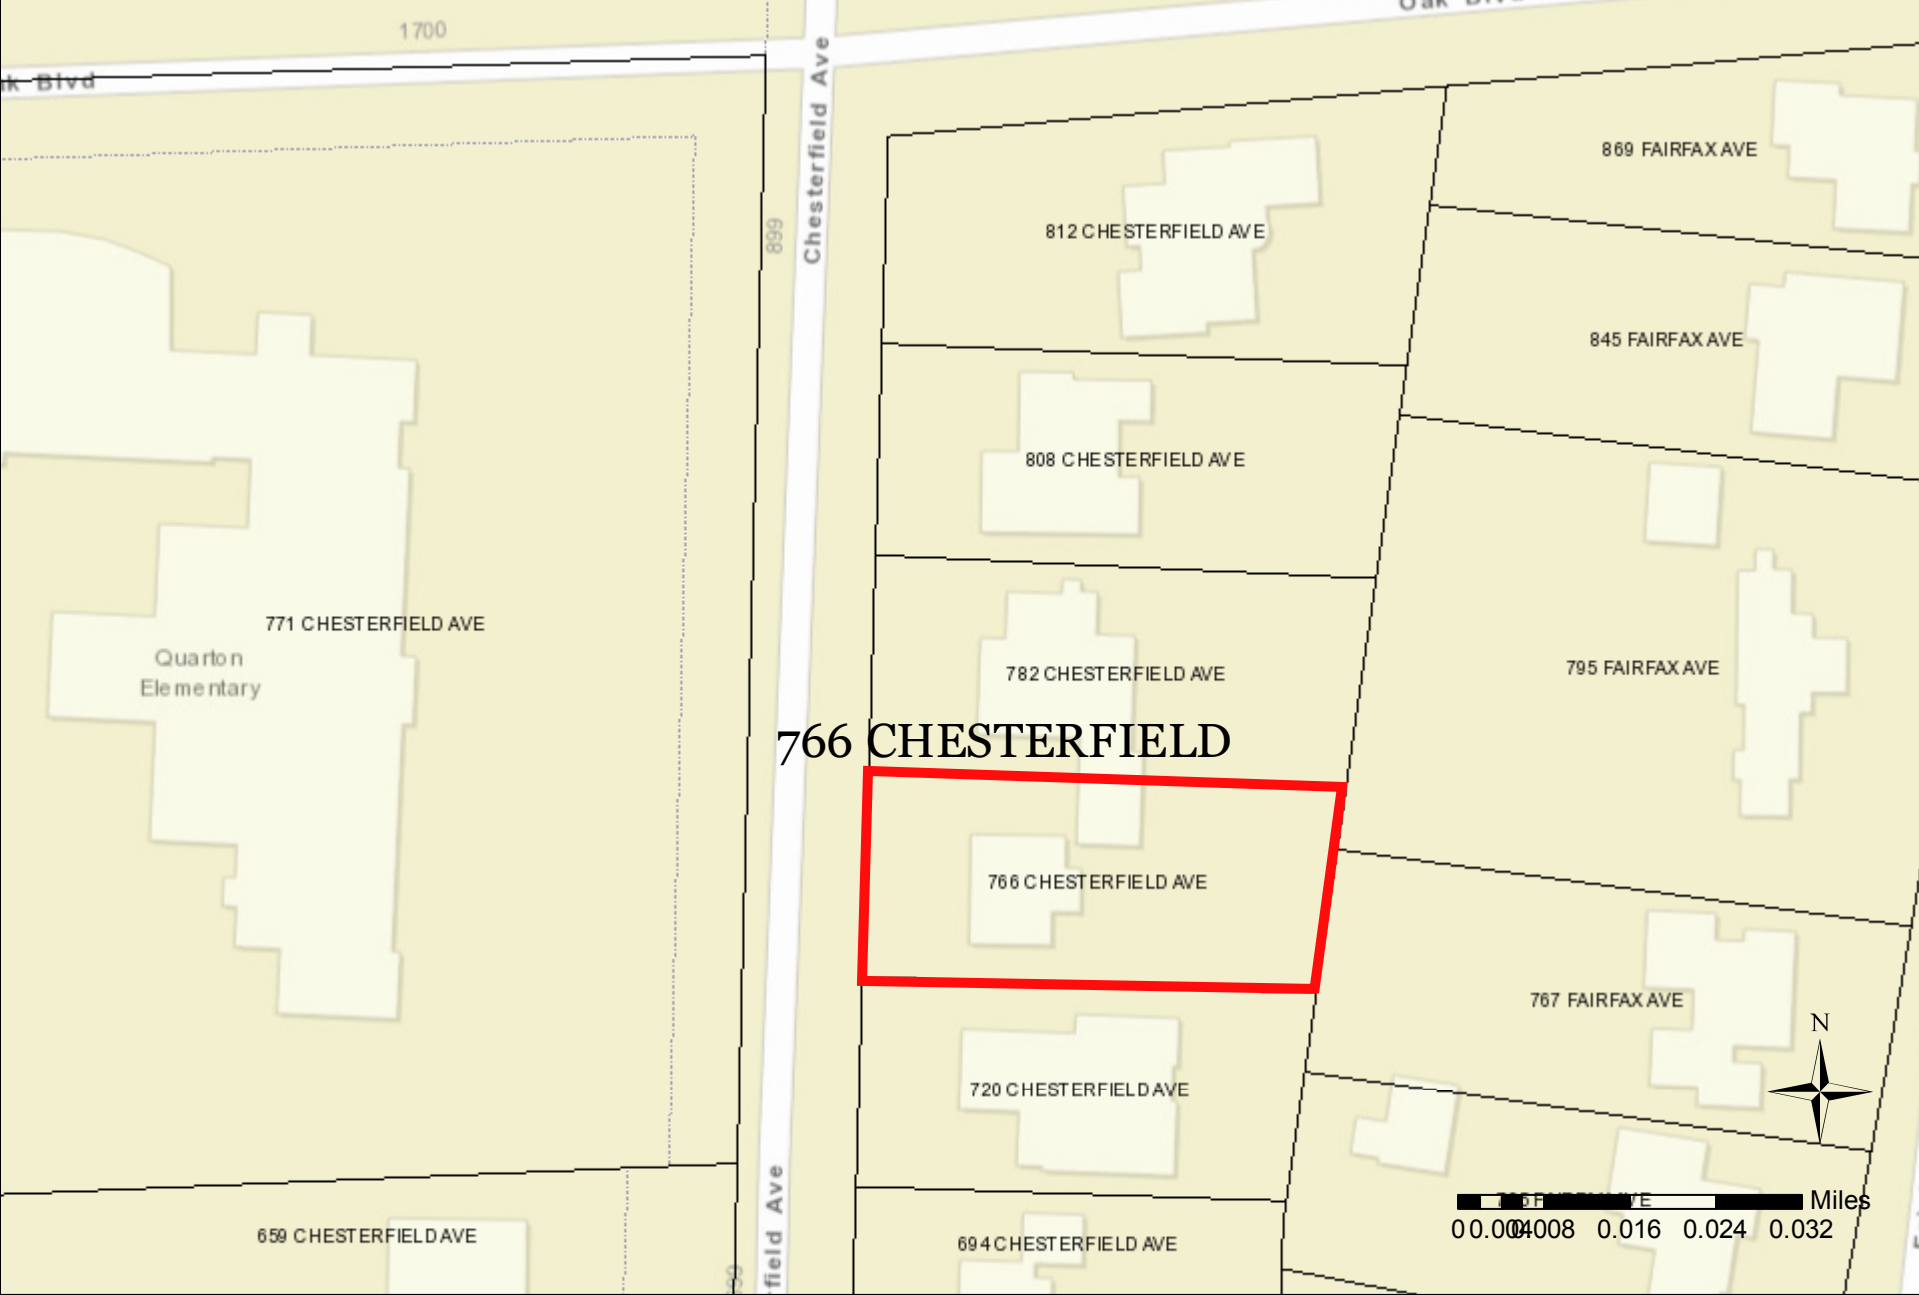 Oak Blvd
1700
Blvd
Chesterfield Ave
899
869 FAIRFAX AVE
812 CHESTERFIELD AVE
845 FAIRFAX AVE
808 CHESTERFIELD AVE
771 CHESTERFIELD AVE
Quarton
Elementary
782 CHESTERFIELD AVE
795 FAIRFAX AVE
766 CHESTERFIELD
766 CHESTERFIELD AVE
767 FAIRFAX AVE
N
720 CHESTERFIELD AVE
field Ave
Miles
0 0.004 0.008 0.016 0.024 0.032
659 CHESTERFIELD AVE
694 CHESTERFIELD AVE